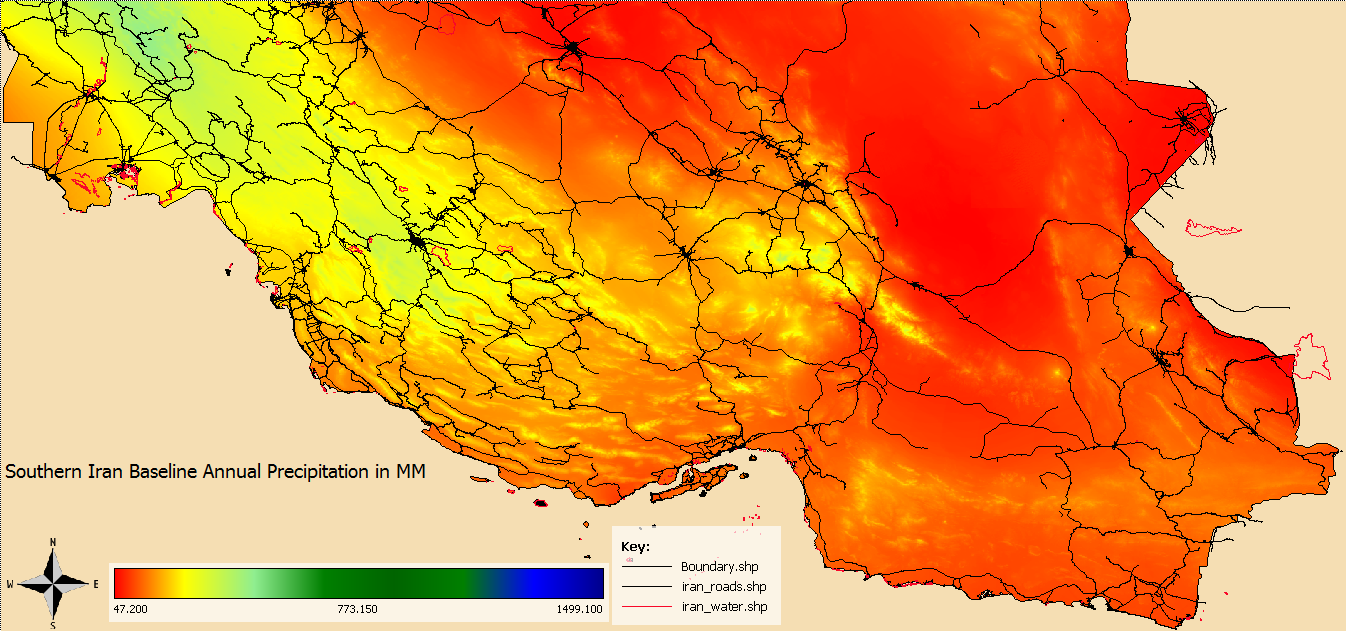 Southern Iran Baseline Annual Precipitation in MM
N
W E
S
47.200 773.150 1499.100
Key:
Boundary.shp
iran_roads.shp
iran_water.shp